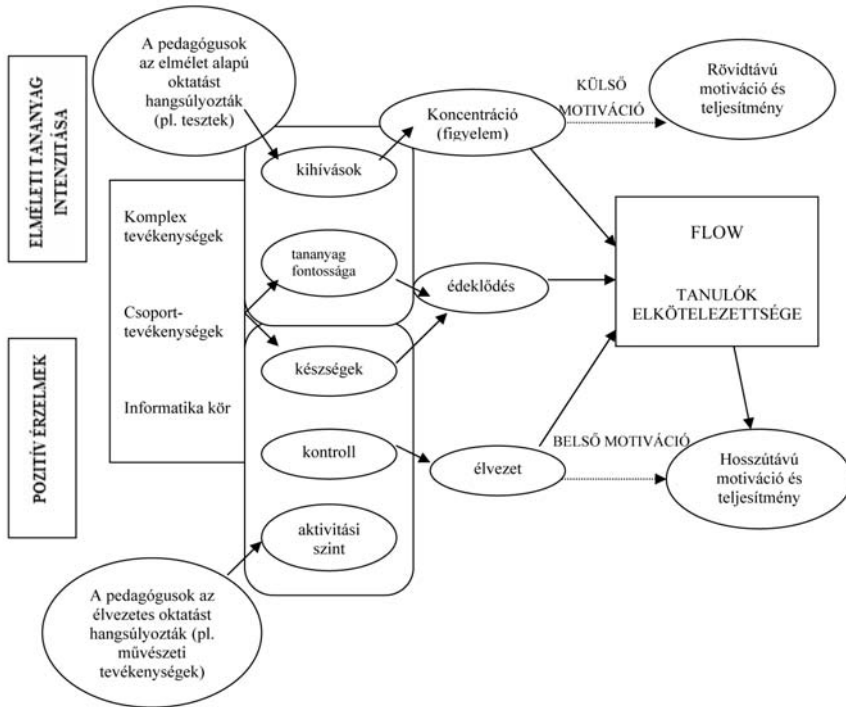 ELMÉLETI TANANYAG
INTENZITÁSA
POZITÍV ÉRZELMEK
A pedagógusok
az elmélet alapú
oktatást
hangsúlyozták
(pl. tesztek)
Komplex
tevékenységek
Csoport-
tevékenységek
Informatika kör
A pedagógusok az
élvezetes oktatást
hangsúlyozták (pl.
művészeti
tevékenységek)
kihívások
tananyag
fontossága
készségek
kontroll
aktivitási
szint
Koncentráció
(figyelem)
édeklődés
élvezet
KÜLSŐ
MOTIVÁCIÓ
BELSŐ MOTIVÁCIÓ
Rövidtávú
motiváció és
teljesítmény
FLOW
TANULÓK
ELKÖTELEZETTSÉGE
Hosszútávú
motiváció és
teljesítmény